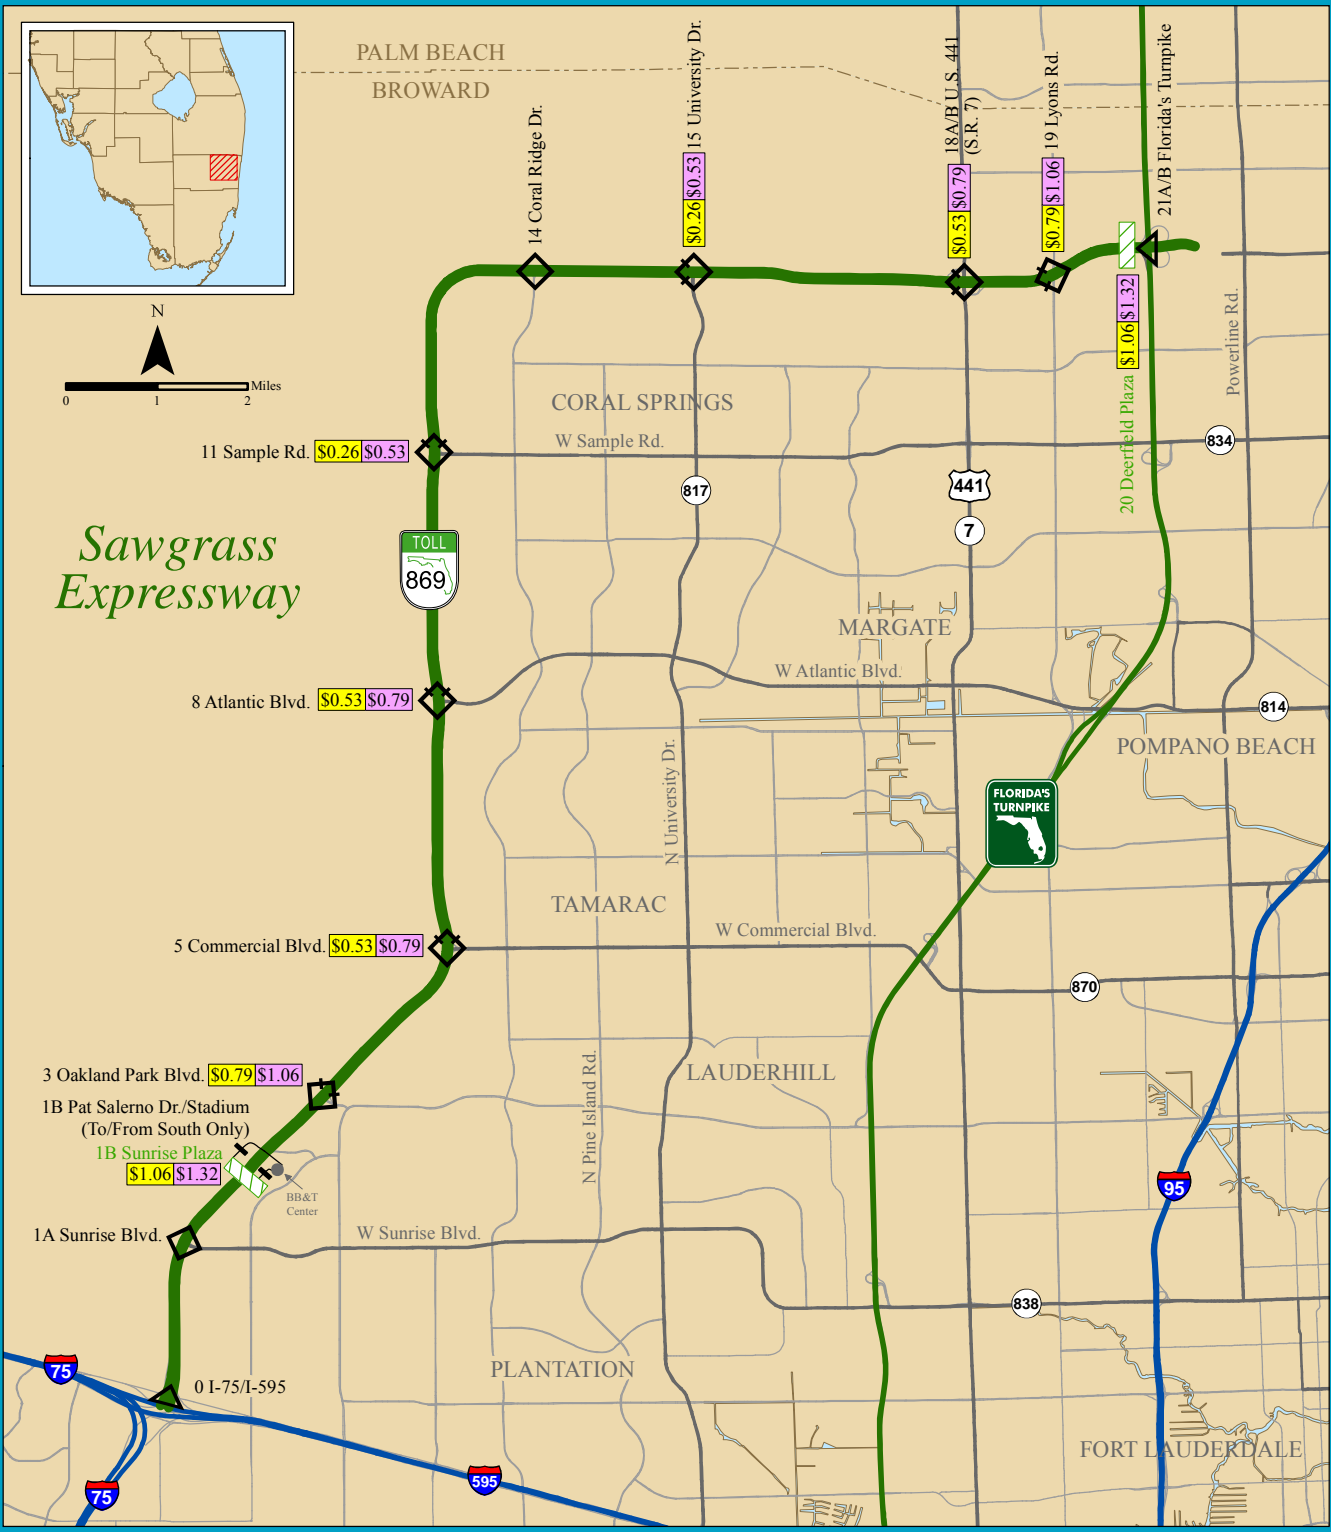 PALM BEACH
BROWARD
14 Coral Ridge Dr.
$0.26 $0.53 15 University Dr.
$0.53 $0.79 18A/B U.S. 441
(S.R. 7)
$0.79 $1.06 19 Lyons Rd.
21A/B Florida's Turnpike
20 Deerfield Plaza $1.06 $1.32
Powerline Rd.
N
0 1 2 Miles
CORAL SPRINGS
11 Sample Rd. $0.26 $0.53
W Sample Rd.
834
817
441
7
Sawgrass
Expressway
TOLL
869
MARGATE
W Atlantic Blvd.
8 Atlantic Blvd. $0.53 $0.79
814
POMPANO BEACH
N University Dr.
FLORIDA'S
TURNPIKE
TAMARAC
W Commercial Blvd.
5 Commercial Blvd. $0.53 $0.79
870
3 Oakland Park Blvd. $0.79 $1.06
LAUDERHILL
1B Pat Salerno Dr./Stadium
(To/From South Only)
1B Sunrise Plaza
$1.06 $1.32
BB&T
Center
N Pine Island Rd.
95
1A Sunrise Blvd.
W Sunrise Blvd.
838
75
0 I-75/I-595
PLANTATION
FORT LAUDERDALE
595
75